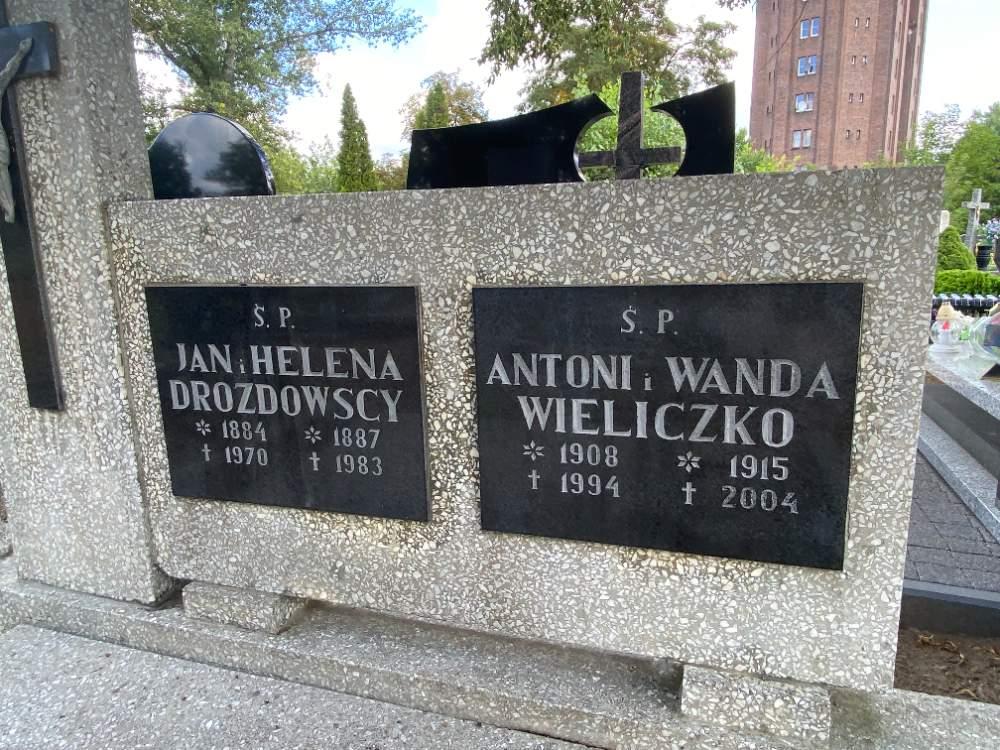 Ś. P.
JAN i HELENA
DROZDOWSCY
* 1884 * 1887
† 1970 † 1983
Ś. P.
ANTONI i WANDA
WIELICZKO
* 1908 * 1915
† 1994 † 2004